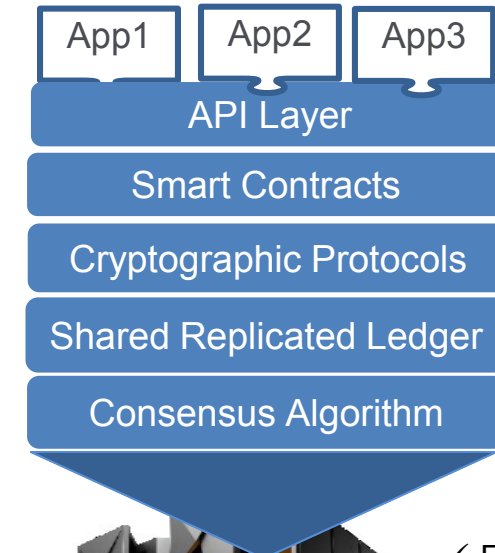 App1 App2 App3
API Layer
Smart Contracts
Cryptographic Protocols
Shared Replicated Ledger
Consensus Algorithm